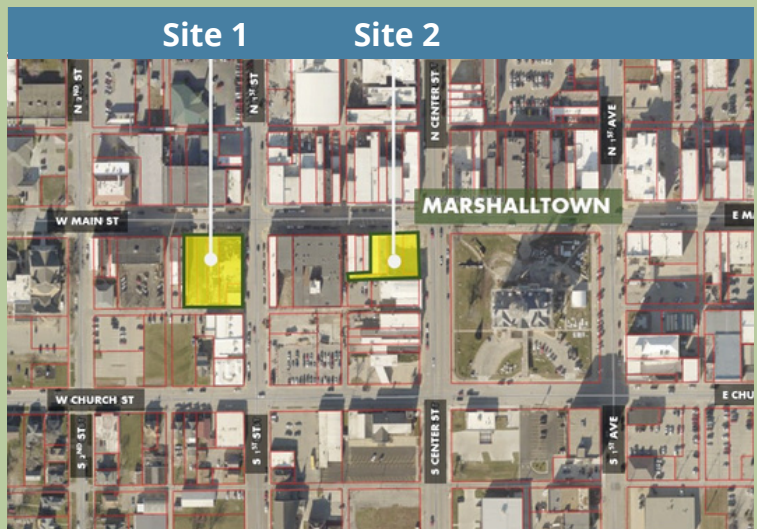 Site 1
Site 2
N 2ND ST
N 1ST ST
N CENTER ST
N 1ST AVE
MARSHALLTOWN
W MAIN ST
E MA
W CHURCH ST
E CHU
S 2ND ST
S 1ST ST
S CENTER ST
S 1ST AVE